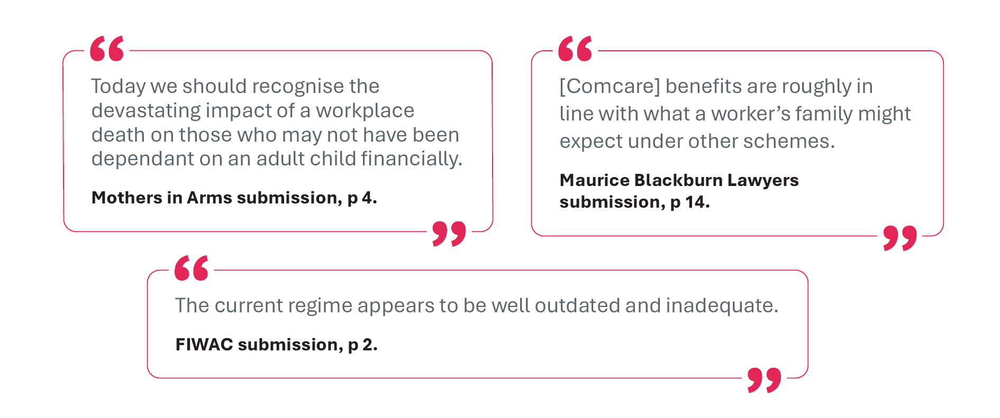 “
Today we should recognise the
devastating impact of a workplace
death on those who may not have been
dependant on an adult child financially.
Mothers in Arms submission, p 4.
”
“
[Comcare] benefits are roughly in
line with what a worker’s family might
expect under other schemes.
Maurice Blackburn Lawyers
submission, p 14.
”
“
The current regime appears to be well outdated and inadequate.
FIWAC submission, p 2.
”